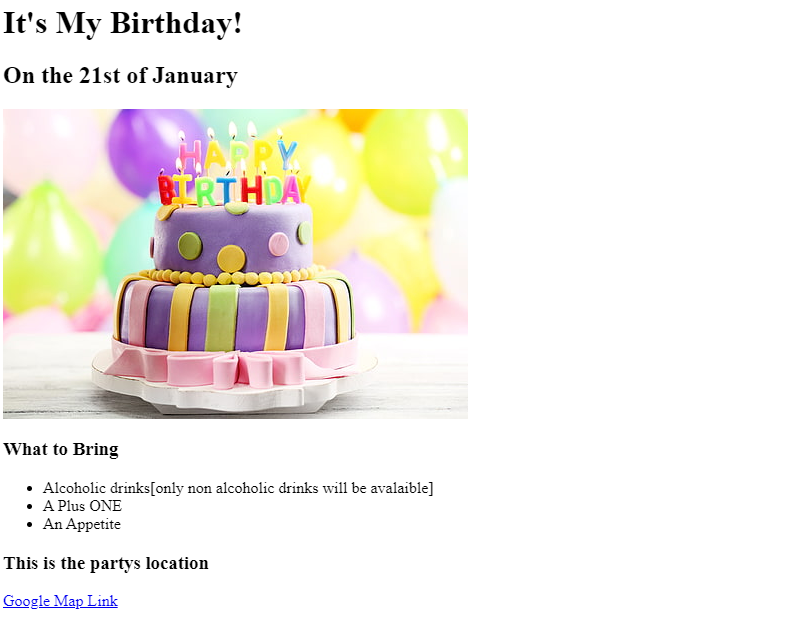 It's My Birthday!
On the 21st of January
HAPPY
BIRTHDAY
What to Bring
Alcoholic drinks[only non alcoholic drinks will be avalaible]
A Plus ONE
An Appetite
This is the partys location
Google Map Link